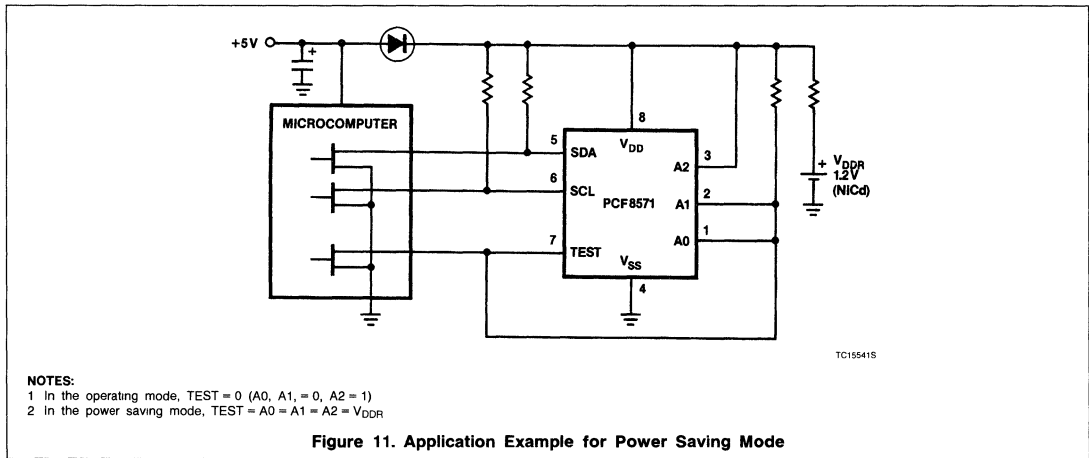 +5V
+
MICROCOMPUTER
8
VDD
5
SDA
3
A2
+ VDDR
1.2V
(NiCd)
6
SCL
PCF8571
2
A1
7
TEST
1
A0
VSS
4
TC15541S
NOTES:
1 In the operating mode, TEST = 0 (A0, A1, = 0, A2 = 1)
2 In the power saving mode, TEST = A0 = A1 = A2 = VDDR
Figure 11. Application Example for Power Saving Mode